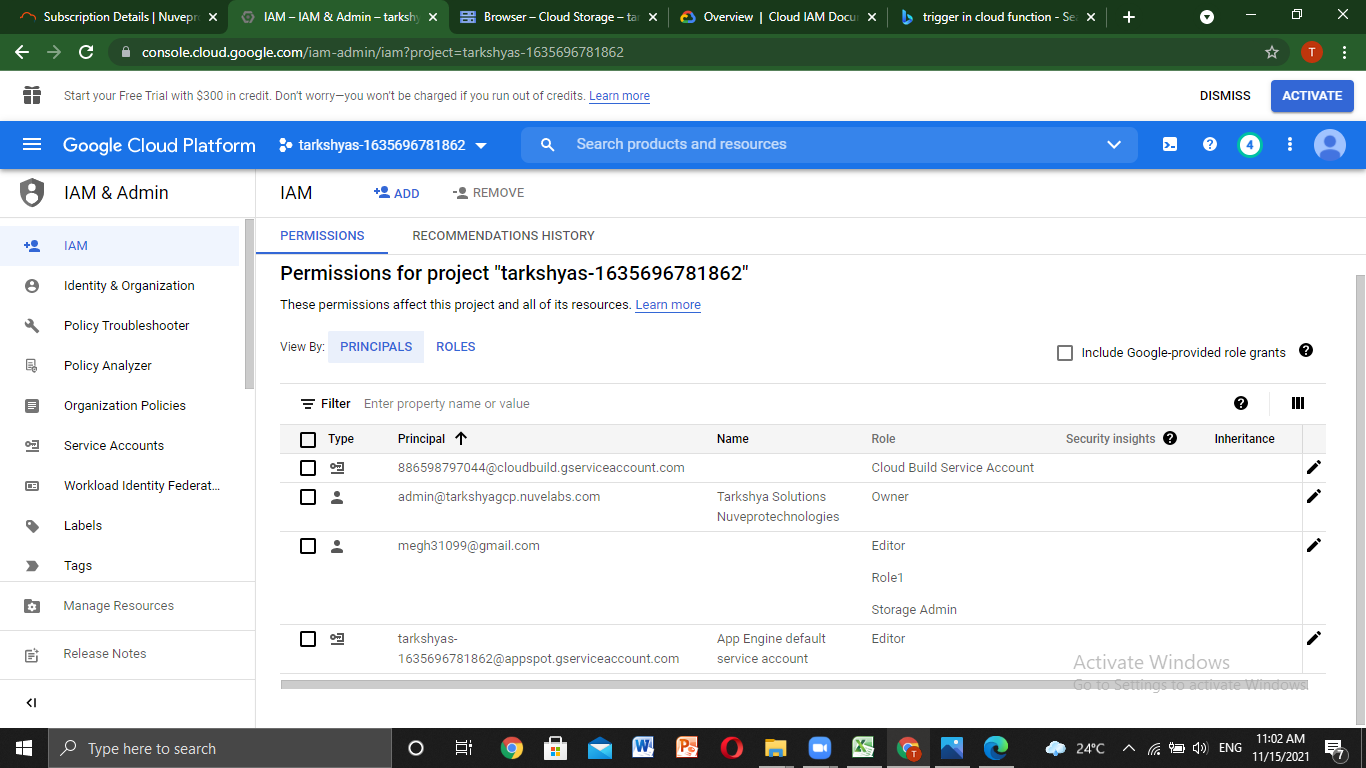 Subscription Details | Nuvepr
IAM – IAM & Admin – tarksh
Browser – Cloud Storage – ta
Overview | Cloud IAM Docu
trigger in cloud function - Se
console.cloud.google.com/iam-admin/iam?project=tarkshyas-1635696781862
T
Start your Free Trial with $300 in credit. Don't worry—you won't be charged if you run out of credits. Learn more
DISMISS
ACTIVATE
Google Cloud Platform
tarkshyas-1635696781862
Search products and resources
4
IAM & Admin
IAM
ADD
REMOVE
PERMISSIONS
RECOMMENDATIONS HISTORY
IAM
Identity & Organization
Policy Troubleshooter
Policy Analyzer
Organization Policies
Service Accounts
Workload Identity Federat...
Labels
Tags
Manage Resources
Release Notes
Permissions for project "tarkshyas-1635696781862"
These permissions affect this project and all of its resources. Learn more
View By: PRINCIPALS ROLES
Include Google-provided role grants
Filter Enter property name or value
Type Principal Name Role Security insights Inheritance
886598797044@cloudbuild.gserviceaccount.com Cloud Build Service Account
admin@tarkshyagcp.nuvelabs.com Tarkshya Solutions Owner
Nuveprotechnologies
megh31099@gmail.com Editor
Role1
Storage Admin
tarkshyas- App Engine default Editor
1635696781862@appspot.gserviceaccount.com service account
Activate Windows
Go to Settings to activate Windows.
Type here to search
24°C
ENG
11:02 AM
11/15/2021
7